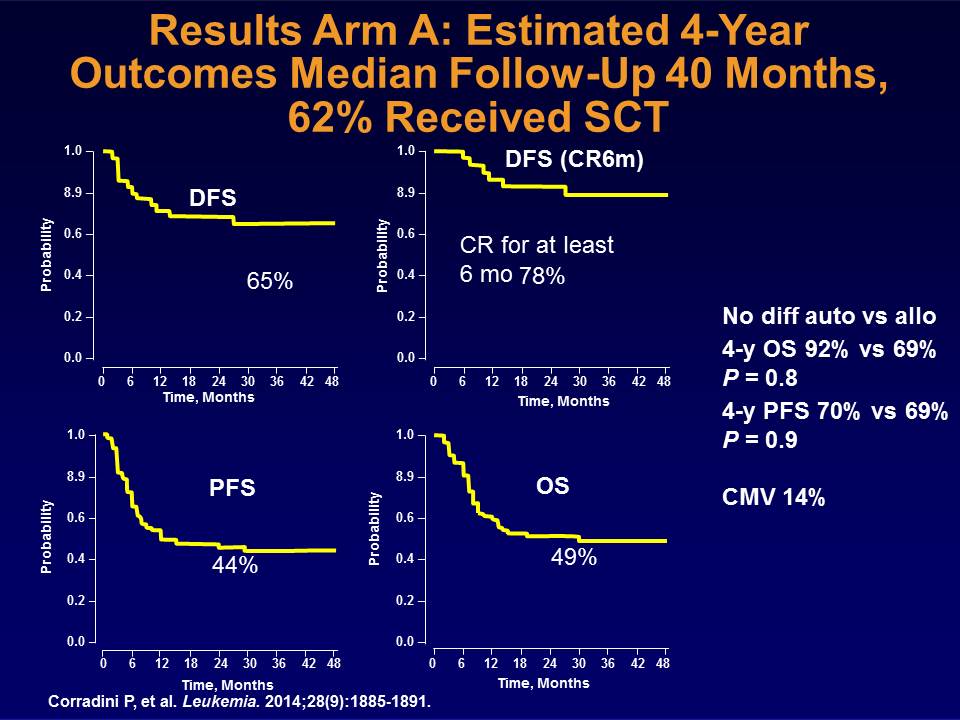 Results Arm A: Estimated 4-Year
Outcomes Median Follow-Up 40 Months,
62% Received SCT
1.0
8.9
0.6
0.4
0.2
0.0
Probability
DFS
65%
0 6 12 18 24 30 36 42 48
Time, Months
1.0
8.9
0.6
0.4
0.2
0.0
Probability
DFS (CR6m)
CR for at least
6 mo 78%
0 6 12 18 24 30 36 42 48
Time, Months
1.0
8.9
0.6
0.4
0.2
0.0
Probability
PFS
44%
0 6 12 18 24 30 36 42 48
Time, Months
1.0
8.9
0.6
0.4
0.2
0.0
Probability
OS
49%
0 6 12 18 24 30 36 42 48
Time, Months
No diff auto vs allo
4-y OS 92% vs 69%
P = 0.8
4-y PFS 70% vs 69%
P = 0.9
CMV 14%
Corradini P, et al. Leukemia. 2014;28(9):1885-1891.